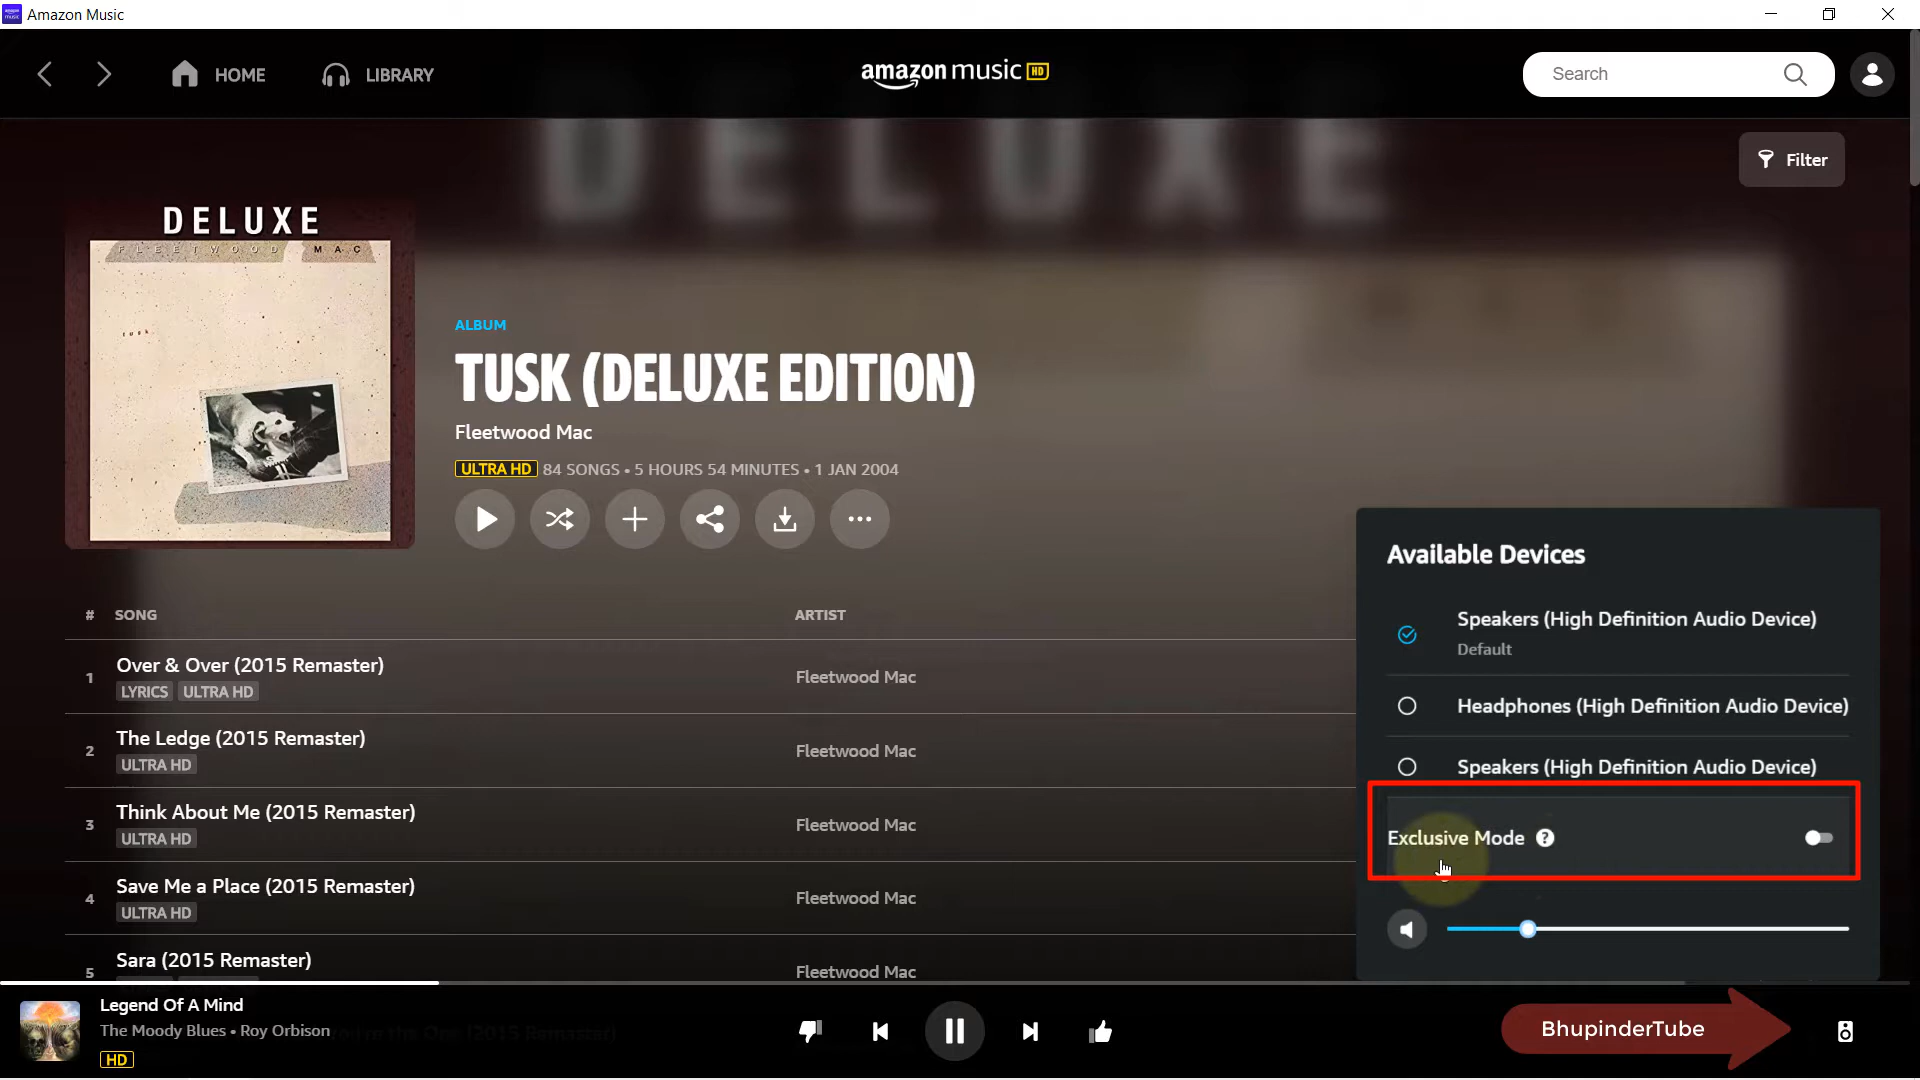 Amazon Music
HOME
LIBRARY
amazon music HD
Search
DELUXE
Filter
DELUXE
FLEETWOOD MAC
tusk
ALBUM
TUSK (DELUXE EDITION)
Fleetwood Mac
ULTRA HD 84 SONGS • 5 HOURS 54 MINUTES • 1 JAN 2004
# SONG ARTIST
1 Over & Over (2015 Remaster) Fleetwood Mac
LYRICS ULTRA HD
2 The Ledge (2015 Remaster) Fleetwood Mac
ULTRA HD
3 Think About Me (2015 Remaster) Fleetwood Mac
ULTRA HD
4 Save Me a Place (2015 Remaster) Fleetwood Mac
ULTRA HD
5 Sara (2015 Remaster) Fleetwood Mac
Available Devices
Speakers (High Definition Audio Device)
Default
Headphones (High Definition Audio Device)
Speakers (High Definition Audio Device)
Exclusive Mode ?
Legend Of A Mind
The Moody Blues • Roy Orbison
HD
BhupinderTube